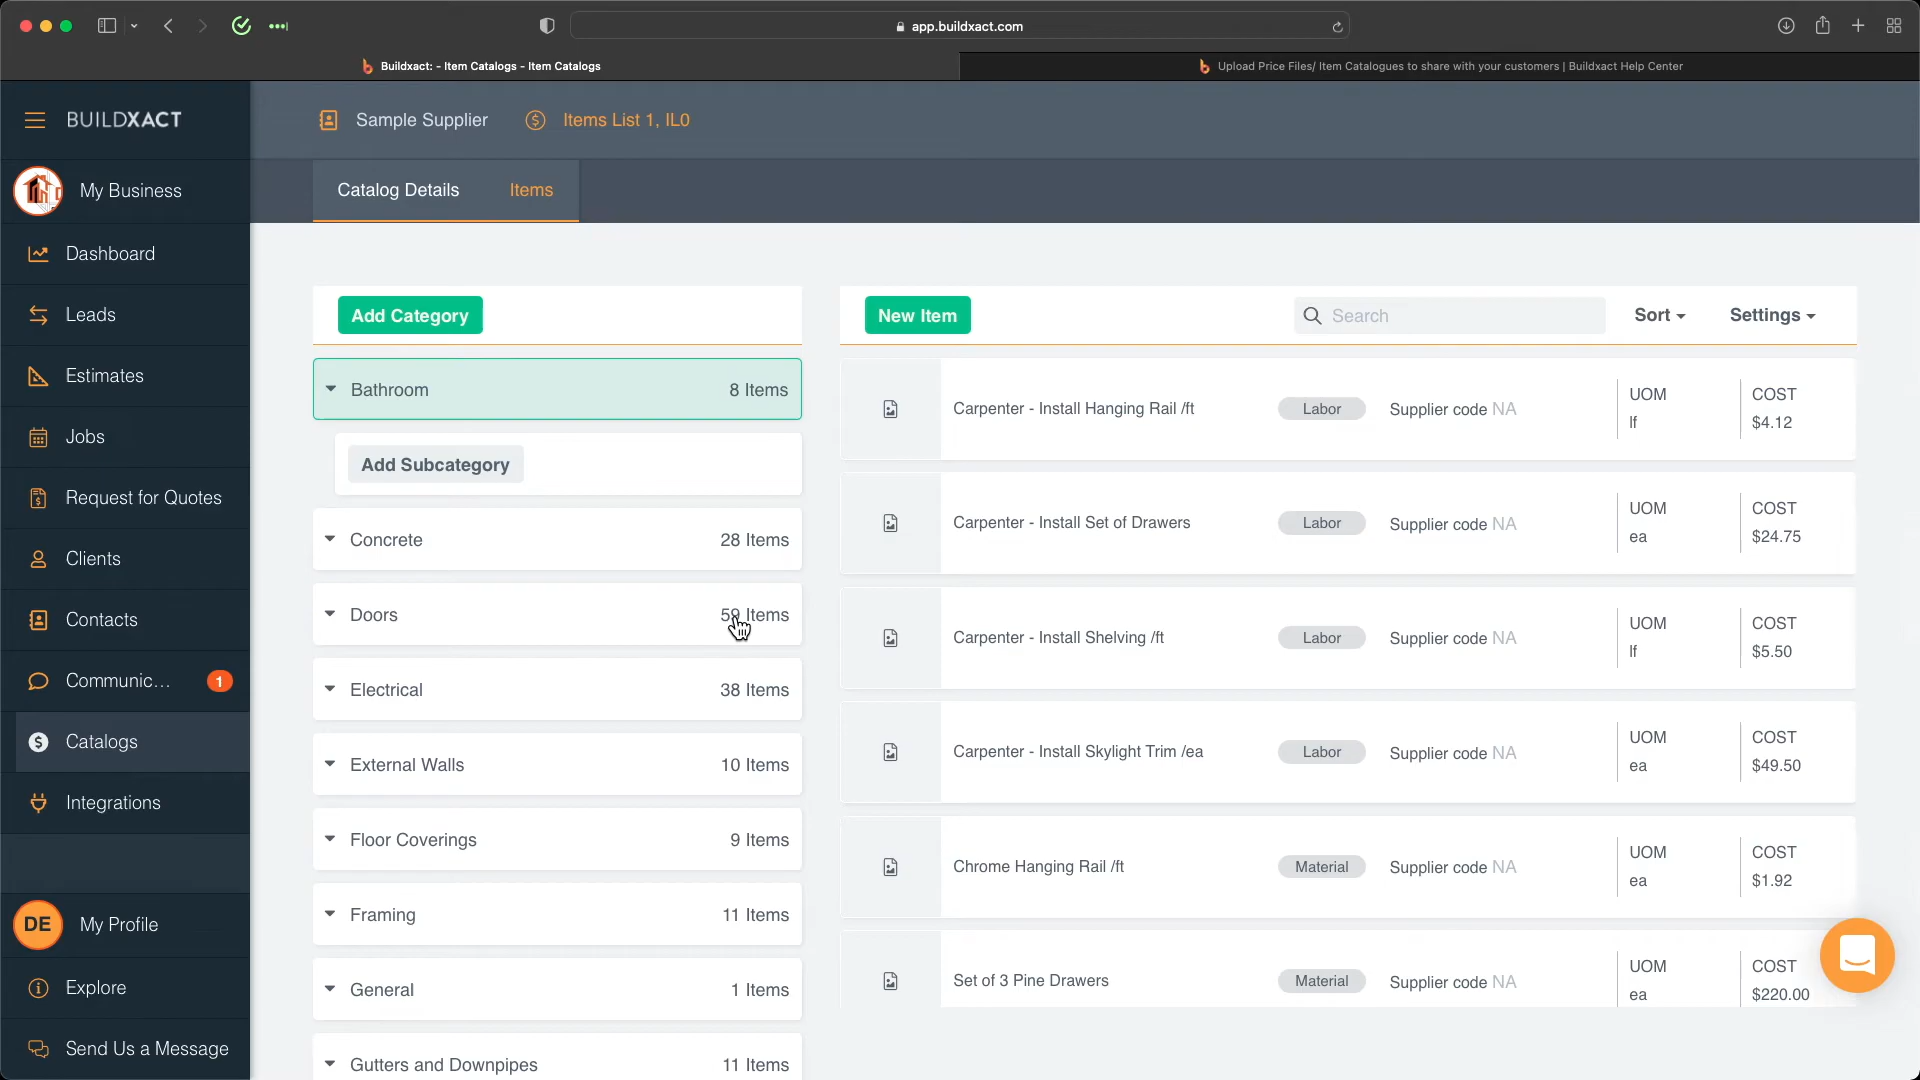 app.buildxact.com
Buildxact: - Item Catalogs - Item Catalogs
Upload Price Files/ Item Catalogues to share with your customers | Buildxact Help Center
BUILDXACT
Sample Supplier
Items List 1, IL0
My Business
Catalog Details
Items
Dashboard
Leads
Estimates
Jobs
Request for Quotes
Clients
Contacts
Communic...
1
Catalogs
Integrations
DE
My Profile
Explore
Send Us a Message
Add Category
Bathroom 8 Items
Add Subcategory
Concrete 28 Items
Doors 59 Items
Electrical 38 Items
External Walls 10 Items
Floor Coverings 9 Items
Framing 11 Items
General 1 Items
Gutters and Downpipes 11 Items
New Item
Search
Sort
Settings
Carpenter - Install Hanging Rail /ft Labor Supplier code NA
UOM COST
lf $4.12
Carpenter - Install Set of Drawers Labor Supplier code NA
UOM COST
ea $24.75
Carpenter - Install Shelving /ft Labor Supplier code NA
UOM COST
lf $5.50
Carpenter - Install Skylight Trim /ea Labor Supplier code NA
UOM COST
ea $49.50
Chrome Hanging Rail /ft Material Supplier code NA
UOM COST
ea $1.92
Set of 3 Pine Drawers Material Supplier code NA
UOM COST
ea $220.00